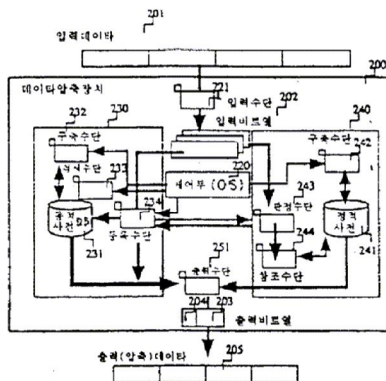 201
입력데이타
200
데이타압축장치
221
입력수단
202
입력비트열
232
230
240
구축수단
구축수단
242
220
제어부(OS)
233
234
243
판정수단
동적
사전
231
등록수단
244
참조수단
정적
사전
241
251
출력수단
204
203
출력비트열
출력(압축)데이타
205